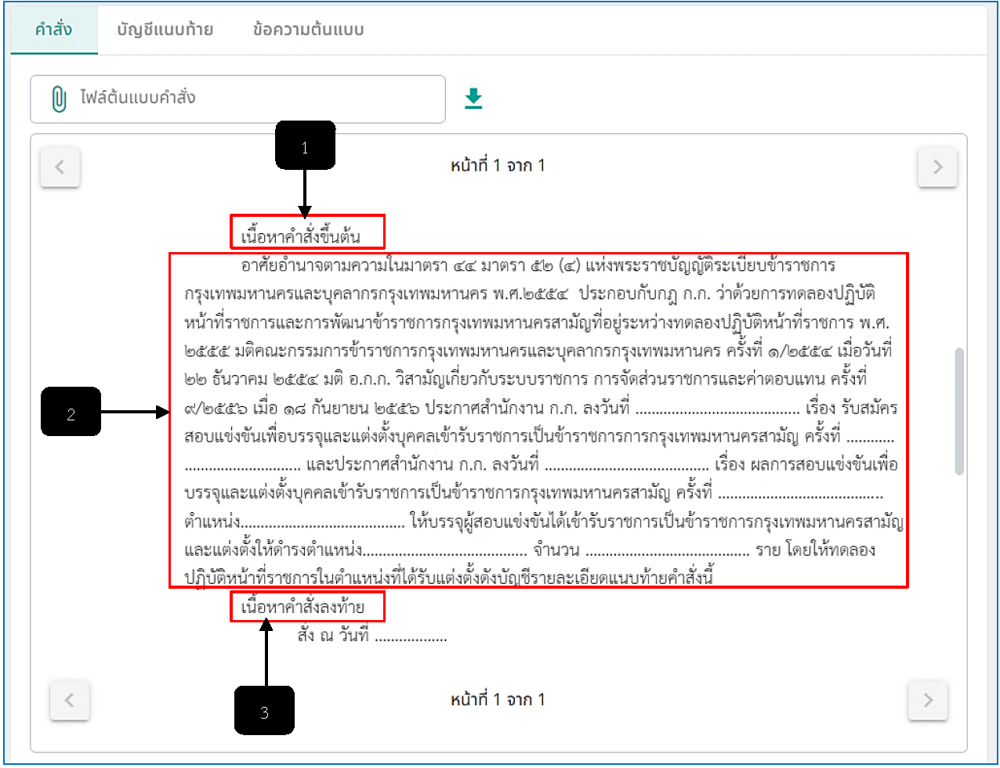 คำสั่ง บัญชีแนบท้าย ข้อความต้นแบบ
ไฟล์ต้นแบบคำสั่ง
1
หน้าที่ 1 จาก 1
เนื้อหาคำสั่งขึ้นต้น
อาศัยอำนาจตามความในมาตรา ๔๔ มาตรา ๕๒ (๔) แห่งพระราชบัญญัติระเบียบข้าราชการ
กรุงเทพมหานครและบุคลากรกรุงเทพมหานคร พ.ศ.๒๕๕๔ ประกอบกับกฎ ก.ก. ว่าด้วยการทดลองปฏิบัติ
หน้าที่ราชการและการพัฒนาข้าราชการกรุงเทพมหานครสามัญที่อยู่ระหว่างทดลองปฏิบัติหน้าที่ราชการ พ.ศ.
๒๕๕๕ มติคณะกรรมการข้าราชการกรุงเทพมหานครและบุคลากรกรุงเทพมหานคร ครั้งที่ ๑/๒๕๕๔ เมื่อวันที่
๒๒ ธันวาคม ๒๕๕๔ มติ อ.ก.ก. วิสามัญเกี่ยวกับระบบราชการ การจัดส่วนราชการและค่าตอบแทน ครั้งที่
2
๙/๒๕๕๖ เมื่อ ๑๘ กันยายน ๒๕๕๖ ประกาศสำนักงาน ก.ก. ลงวันที่ ........................................ เรื่อง รับสมัคร
สอบแข่งขันเพื่อบรรจุและแต่งตั้งบุคคลเข้ารับราชการเป็นข้าราชการการกรุงเทพมหานครสามัญ ครั้งที่ ............
............................ และประกาศสำนักงาน ก.ก. ลงวันที่ ........................................ เรื่อง ผลการสอบแข่งขันเพื่อ
บรรจุและแต่งตั้งบุคคลเข้ารับราชการเป็นข้าราชการกรุงเทพมหานครสามัญ ครั้งที่ ........................................
ตำแหน่ง........................................ ให้บรรจุผู้สอบแข่งขันได้เข้ารับราชการเป็นข้าราชการกรุงเทพมหานครสามัญ
และแต่งตั้งให้ดำรงตำแหน่ง........................................ จำนวน ........................................ ราย โดยให้ทดลอง
ปฏิบัติหน้าที่ราชการในตำแหน่งที่ได้รับแต่งตั้งดังบัญชีรายละเอียดแนบท้ายคำสั่งนี้
เนื้อหาคำสั่งลงท้าย
สั่ง ณ วันที่ ..................
หน้าที่ 1 จาก 1
3